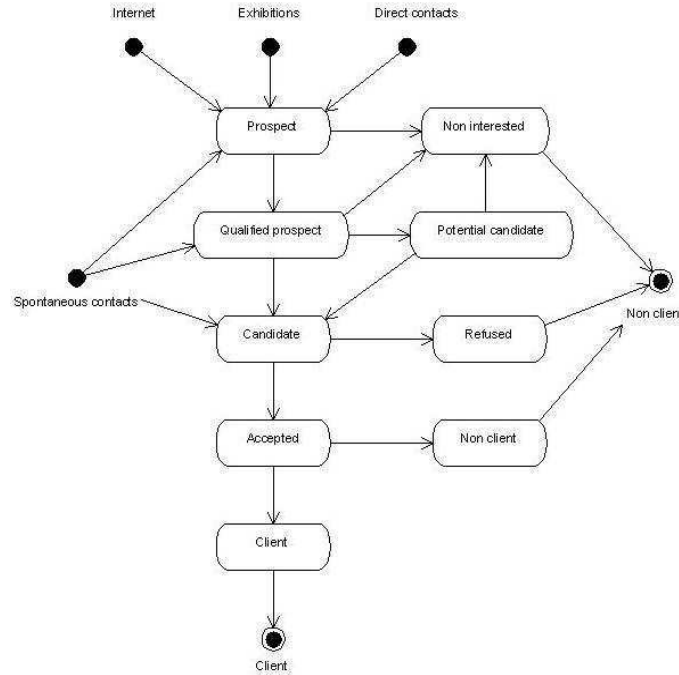 Internet
Exhibitions
Direct contacts
Prospect
Non interested
Qualified prospect
Potential candidate
Spontaneous contacts
Non clien
Candidate
Refused
Accepted
Non client
Client
Client